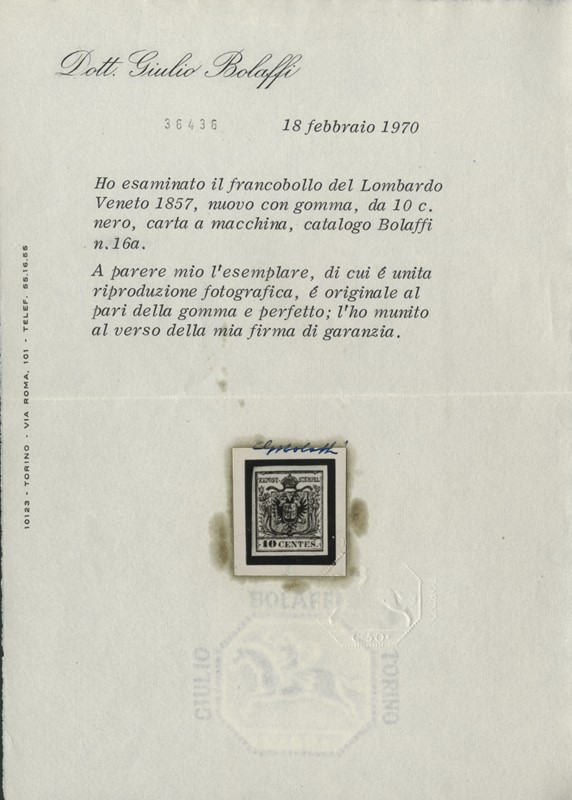 Dott. Giulio Bolaffi
36436
18 febbraio 1970
Ho esaminato il francobollo del Lombardo
Veneto 1857, nuovo con gomma, da 10 c.
nero, carta a macchina, catalogo Bolaffi
n. 16a.
A parere mio l'esemplare, di cui é unita
riproduzione fotografica, é originale al
pari della gomma e perfetto; l'ho munito
al verso della mia firma di garanzia.
10123 - TORINO - VIA ROMA, 101 - TELEF. 55.16.55
10 CENTES.
BOLAFFI
GIULIO
TORINO